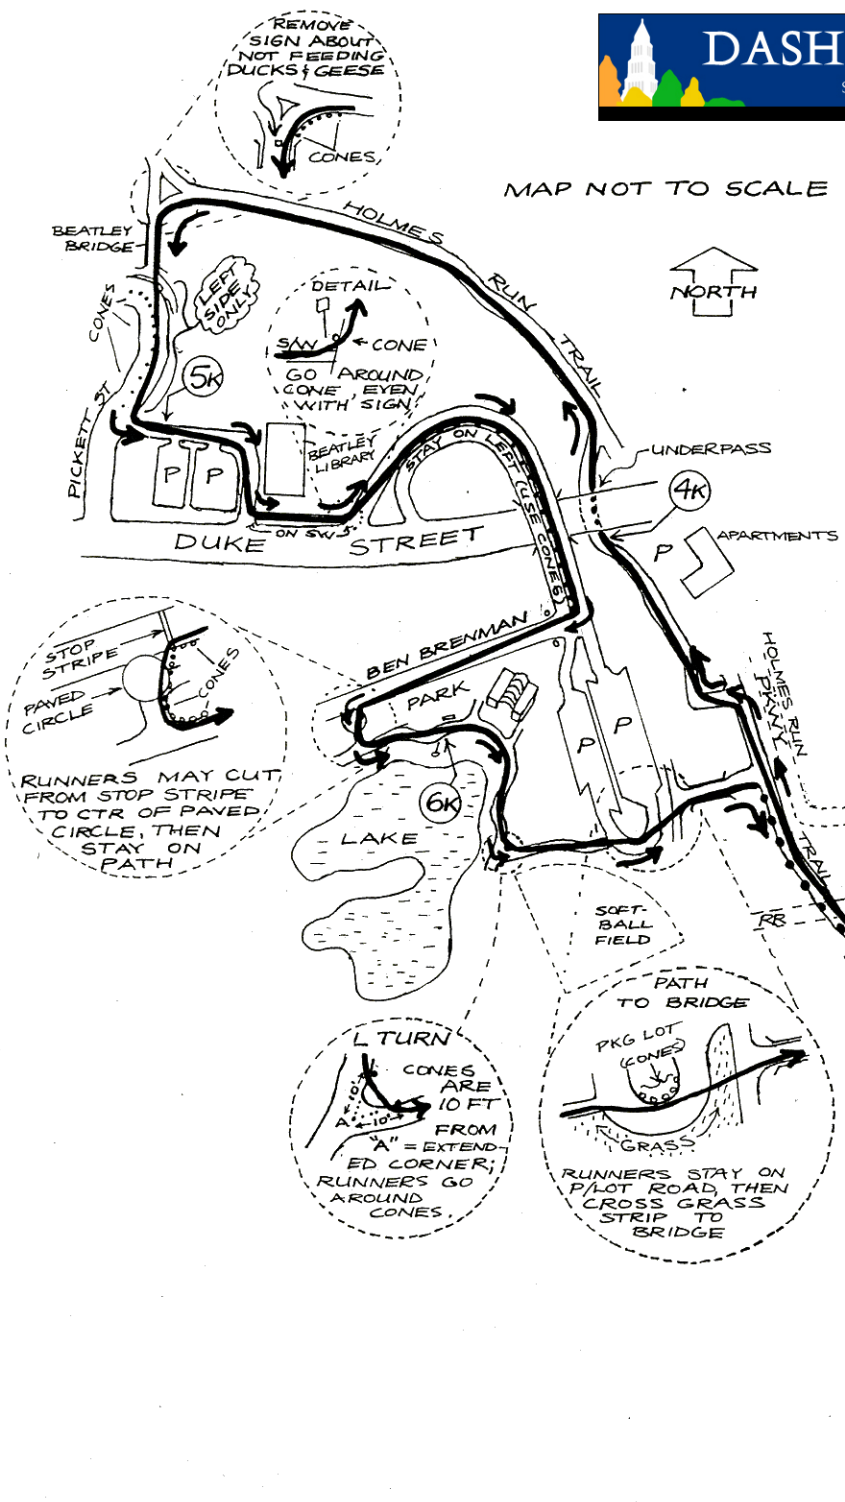 REMOVE
SIGN ABOUT
NOT FEEDING
DUCKS & GEESE
CONES
DASH
S
MAP NOT TO SCALE
NORTH
BEATLEY
BRIDGE
HOLMES
RUN
TRAIL
LEFT
SIDE
ONLY
CONES
DETAIL
S/W
CONE
GO AROUND
CONE, EVEN
WITH SIGN
5K
PICKETT ST
P
P
BEATLEY
LIBRARY
STAY ON LEFT (USE CONES)
UNDERPASS
4K
ON SW
DUKE STREET
P
APARTMENTS
STOP
STRIPE
PAVED
CIRCLE
CONES
RUNNERS MAY CUT
FROM STOP STRIPE
TO CTR OF PAVED
CIRCLE, THEN
STAY ON
PATH
BEN BRENMAN
PARK
P
P
HOLMES RUN
PKWY
TRAIL
6K
LAKE
RB
SOFT-
BALL
FIELD
L TURN
CONES
ARE
10 FT
FROM
"A" = EXTEND-
ED CORNER;
RUNNERS GO
AROUND
CONES.
10'
A
10'
PATH
TO BRIDGE
PKG LOT
(CONES)
GRASS
RUNNERS STAY ON
P/LOT ROAD, THEN
CROSS GRASS
STRIP TO
BRIDGE